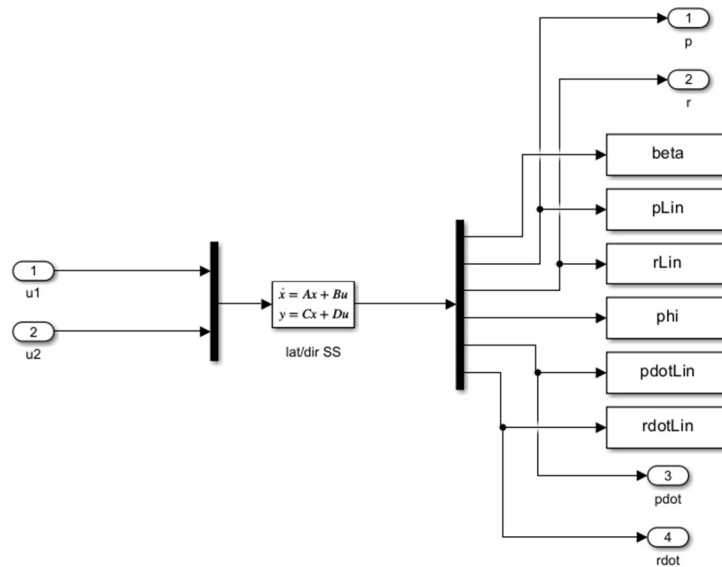 1
p
2
r
beta
pLin
1
u1
rLin
ẋ = Ax + Bu
y = Cx + Du
2
u2
phi
lat/dir SS
pdotLin
rdotLin
3
pdot
4
rdot